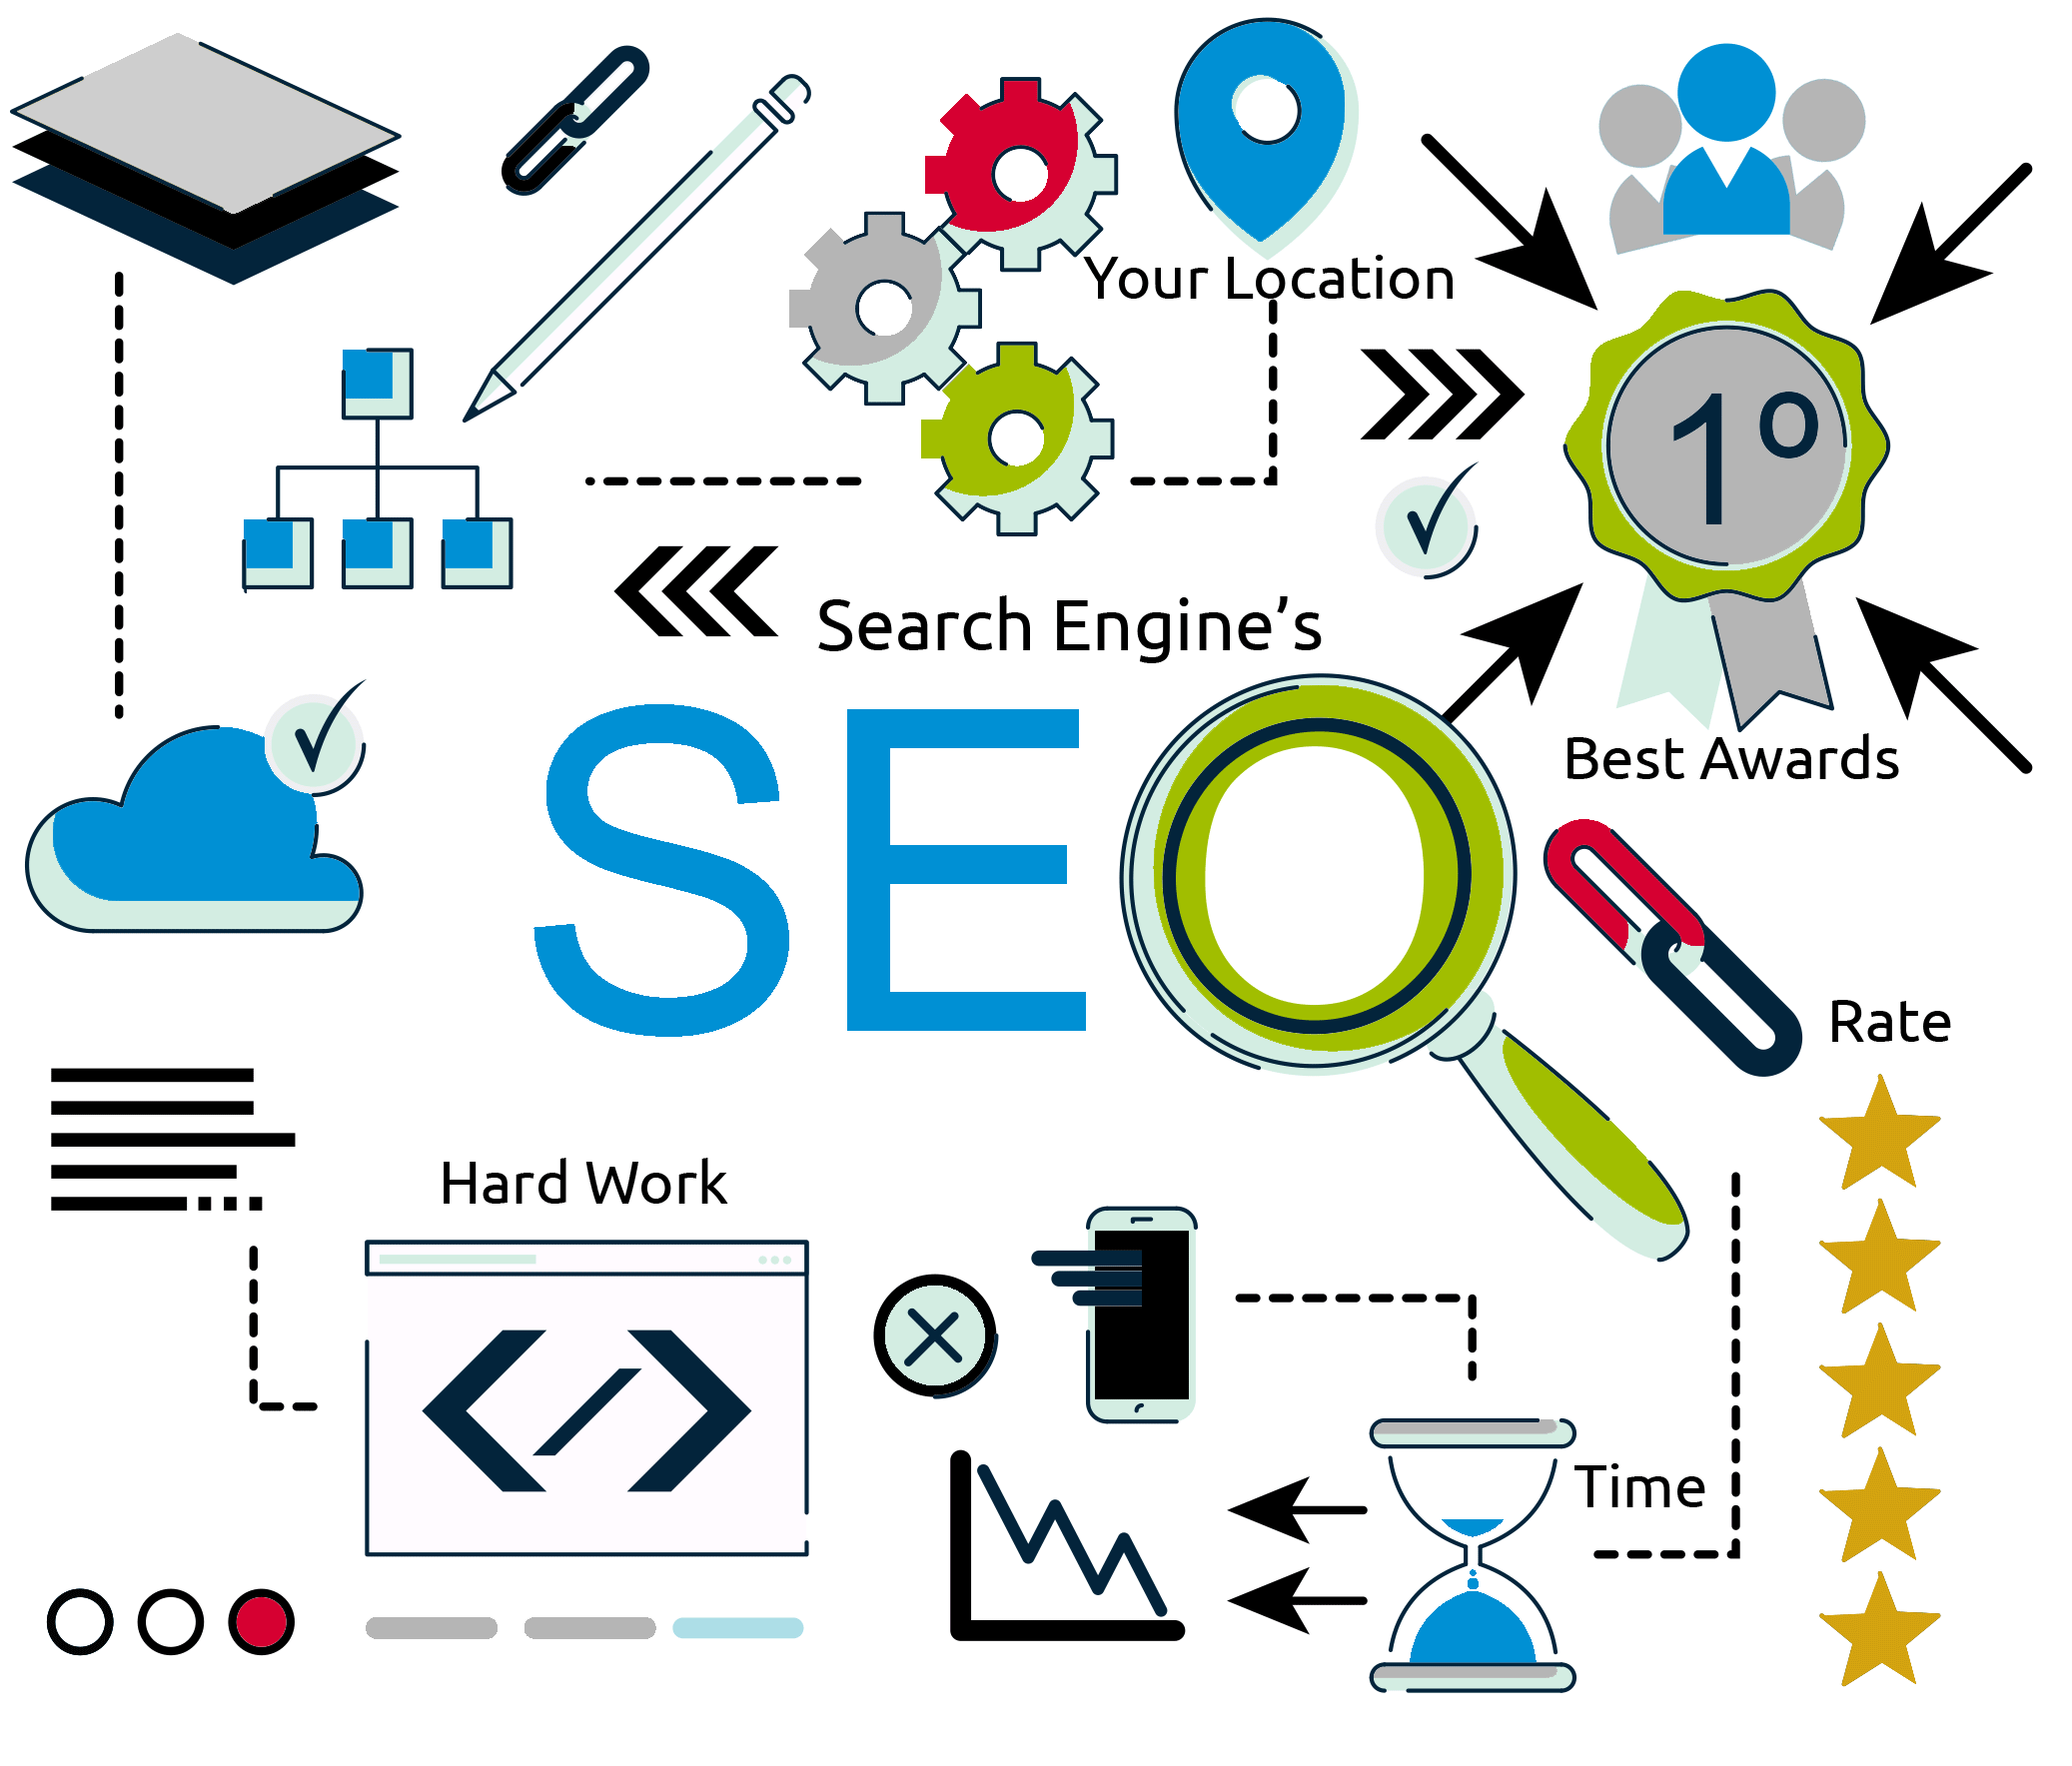 Your Location
1º
Search Engine’s
SEO
Best Awards
Rate
Hard Work
</>
Time